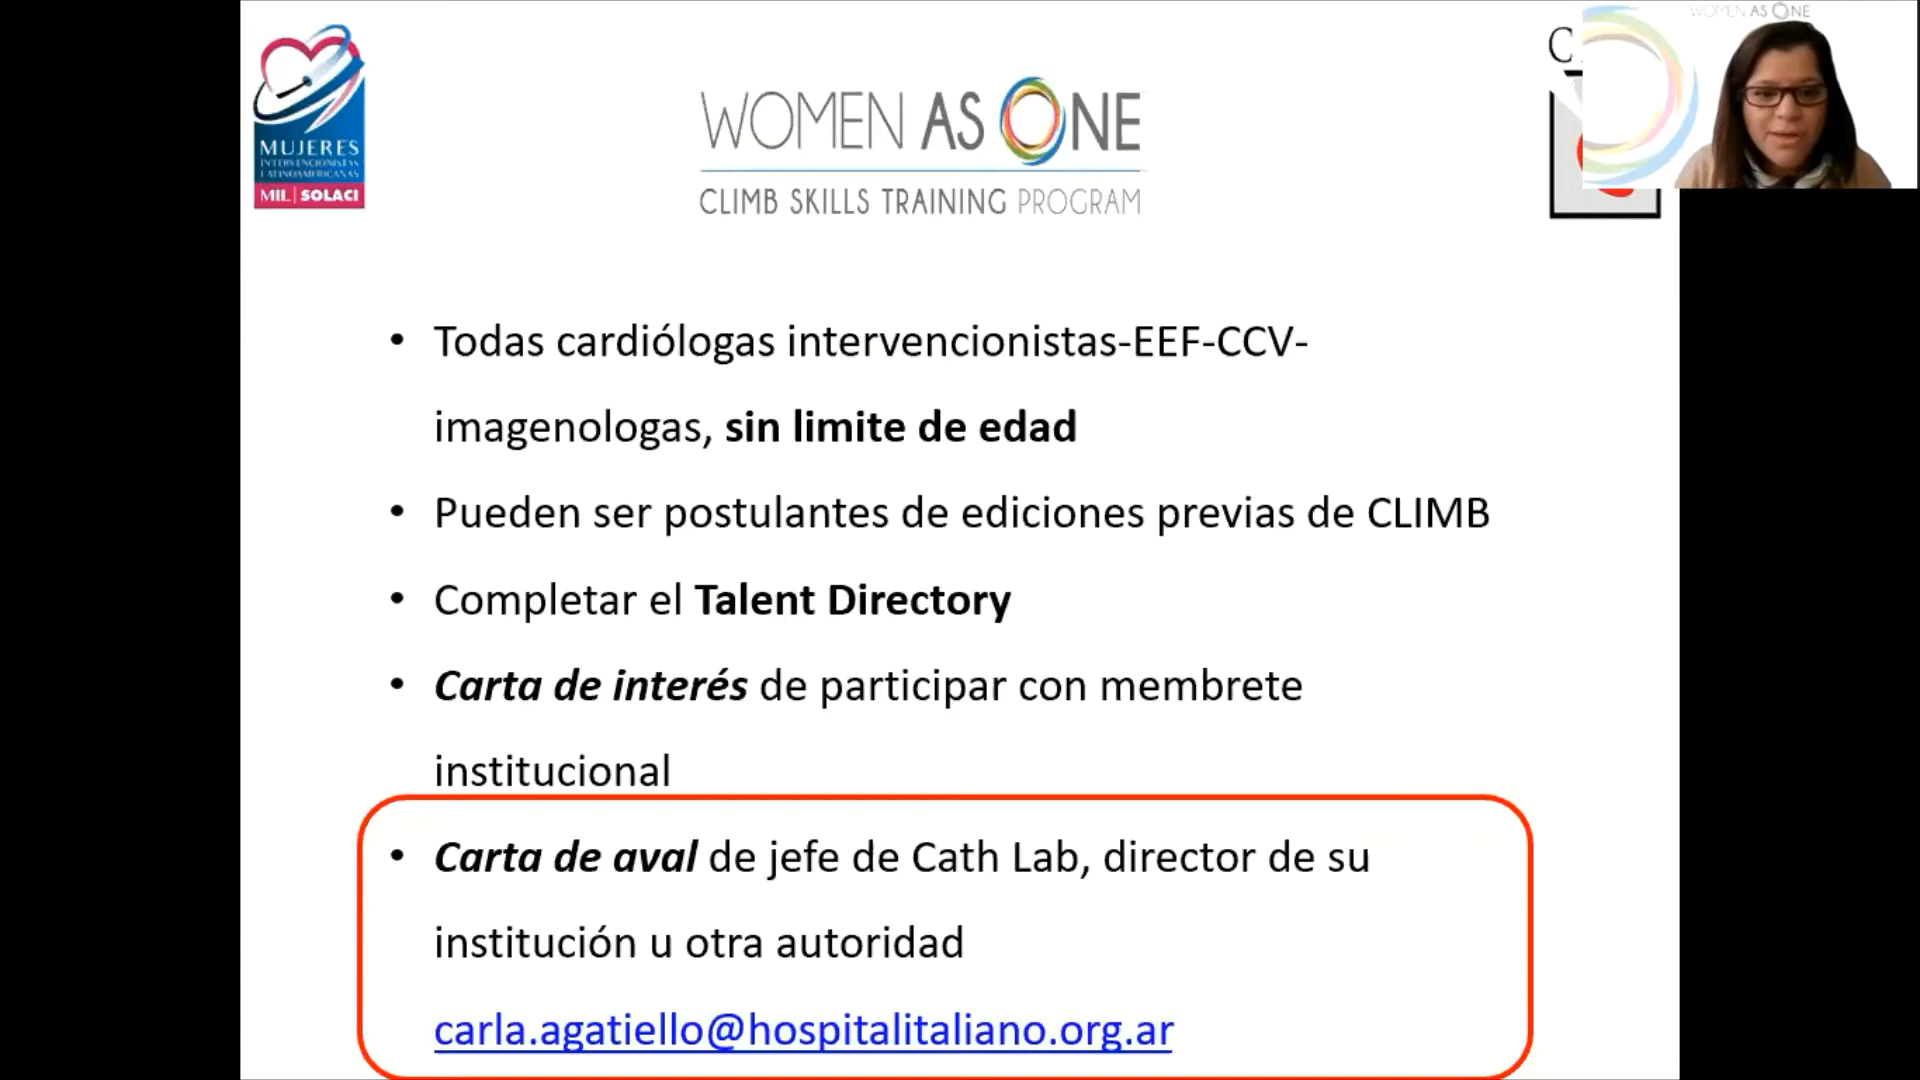 WOMEN AS ONE
MUJERES
INTERVENCIONISTAS
LATINOAMERICANAS
MIL | SOLACI
WOMEN AS ONE
CLIMB SKILLS TRAINING PROGRAM
• Todas cardiólogas intervencionistas-EEF-CCV-
imagenologas, sin limite de edad
• Pueden ser postulantes de ediciones previas de CLIMB
• Completar el Talent Directory
• Carta de interés de participar con membrete
institucional
• Carta de aval de jefe de Cath Lab, director de su
institución u otra autoridad
carla.agatiello@hospitalitaliano.org.ar